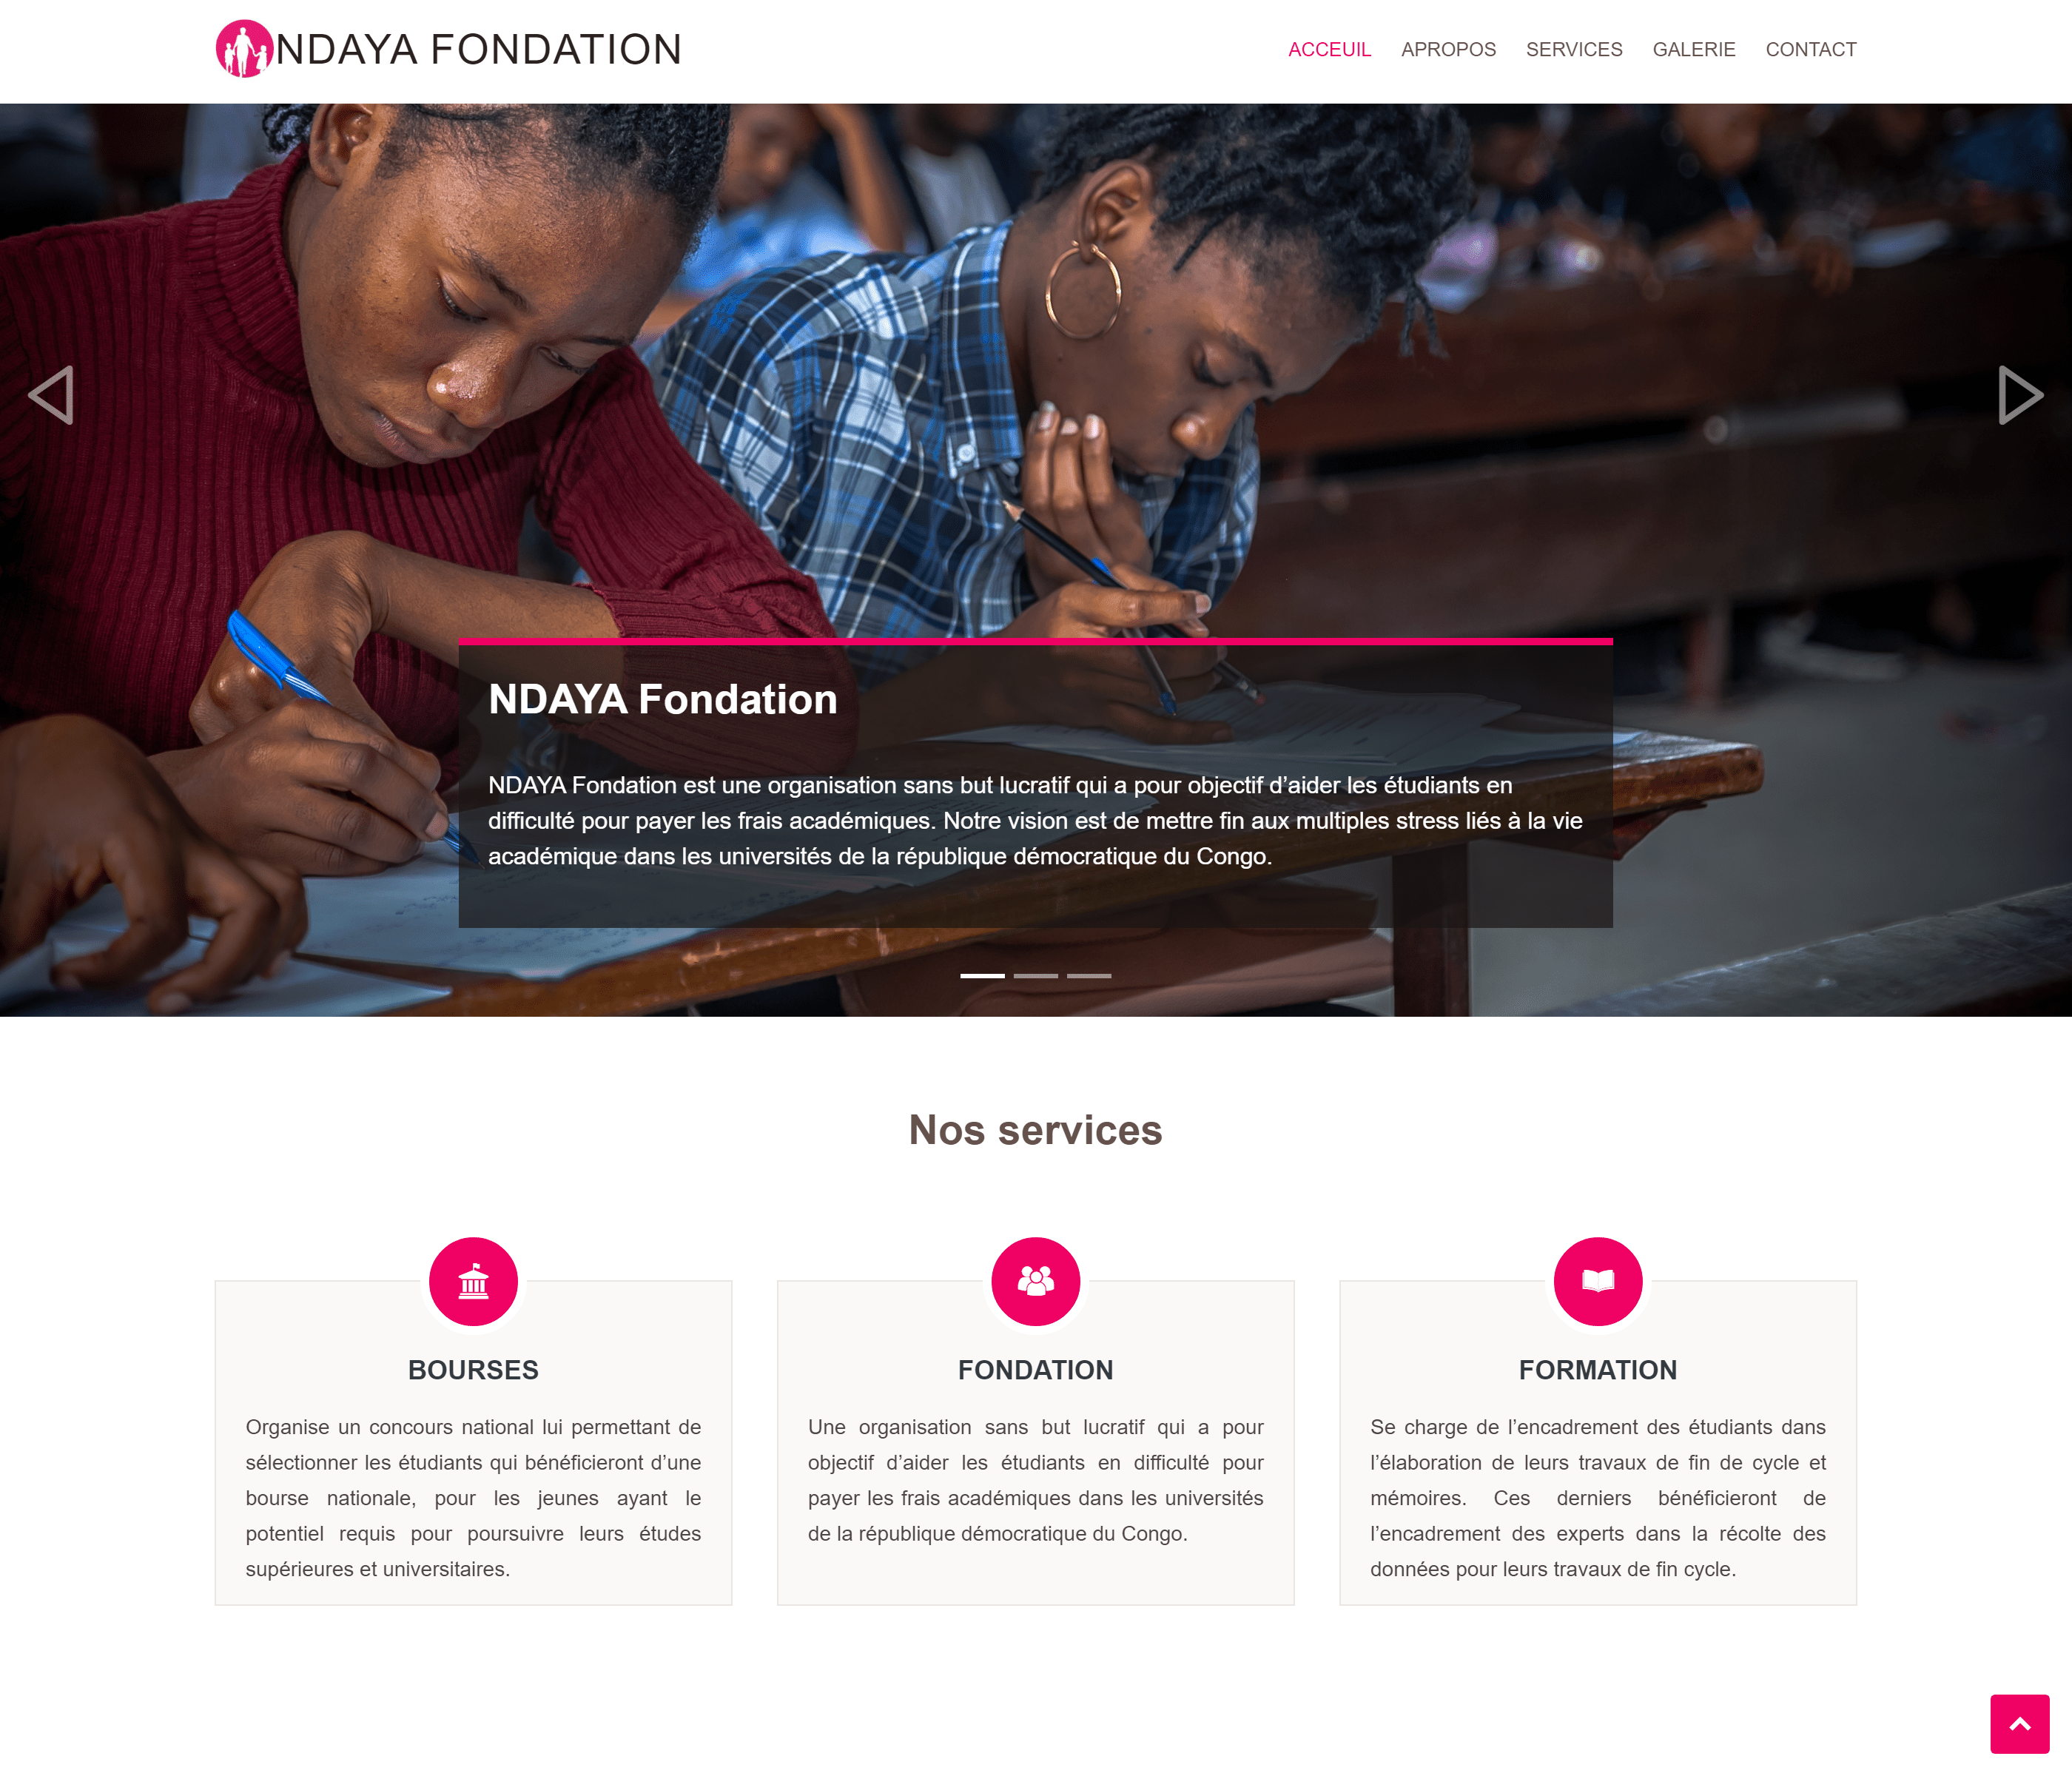 NDAYA FONDATION
ACCEUIL APROPOS SERVICES GALERIE CONTACT
NDAYA Fondation
NDAYA Fondation est une organisation sans but lucratif qui a pour objectif d’aider les étudiants en
difficulté pour payer les frais académiques. Notre vision est de mettre fin aux multiples stress liés à la vie
académique dans les universités de la république démocratique du Congo.
Nos services
BOURSES
Organise un concours national lui permettant de
sélectionner les étudiants qui bénéficieront d’une
bourse nationale, pour les jeunes ayant le
potentiel requis pour poursuivre leurs études
supérieures et universitaires.
FONDATION
Une organisation sans but lucratif qui a pour
objectif d’aider les étudiants en difficulté pour
payer les frais académiques dans les universités
de la république démocratique du Congo.
FORMATION
Se charge de l’encadrement des étudiants dans
l’élaboration de leurs travaux de fin de cycle et
mémoires. Ces derniers bénéficieront de
l’encadrement des experts dans la récolte des
données pour leurs travaux de fin cycle.